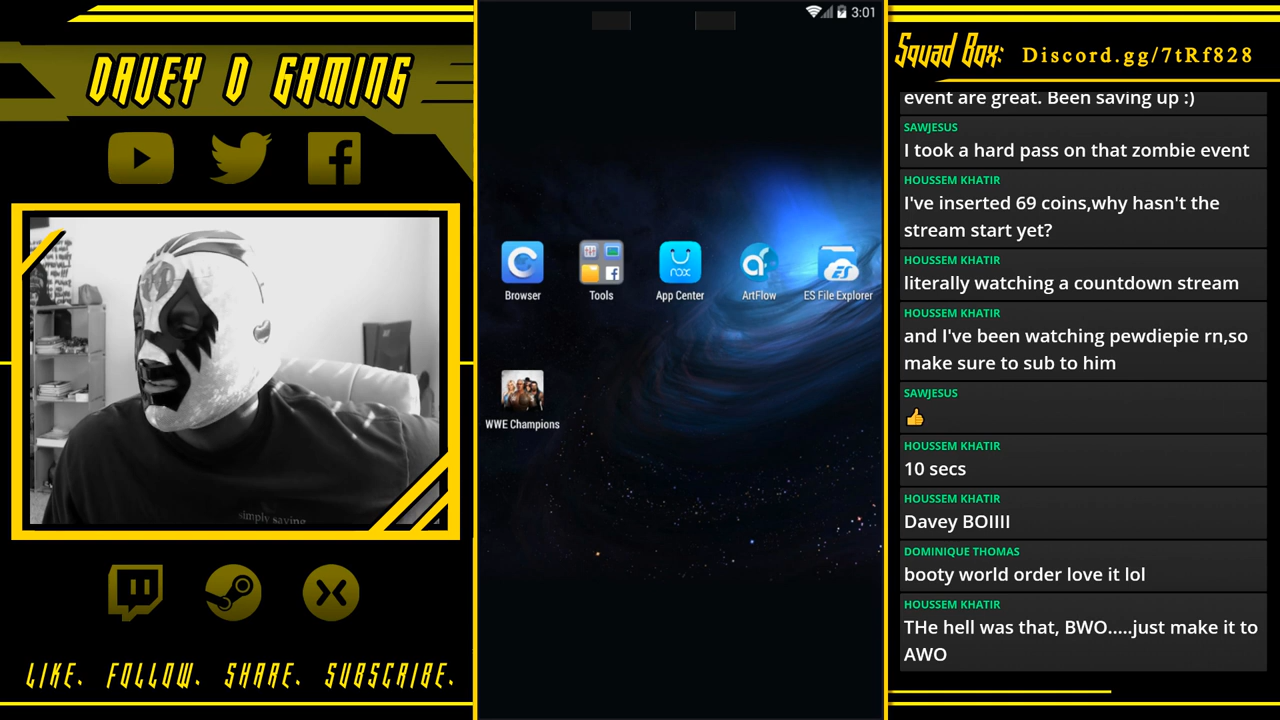 DAVEY D GAMING
simply saying
LIKE. FOLLOW. SHARE. SUBSCRIBE.
3:01
Browser
Tools
App Center
ArtFlow
ES File Explorer
nox
ES
WWE Champions
Squad Box: Discord.gg/7tRf828
event are great. Been saving up :)
SAWJESUS
I took a hard pass on that zombie event
HOUSSEM KHATIR
I've inserted 69 coins,why hasn't the
stream start yet?
HOUSSEM KHATIR
literally watching a countdown stream
HOUSSEM KHATIR
and I've been watching pewdiepie rn,so
make sure to sub to him
SAWJESUS
👍
HOUSSEM KHATIR
10 secs
HOUSSEM KHATIR
Davey BOIIII
DOMINIQUE THOMAS
booty world order love it lol
HOUSSEM KHATIR
THe hell was that, BWO.....just make it to
AWO